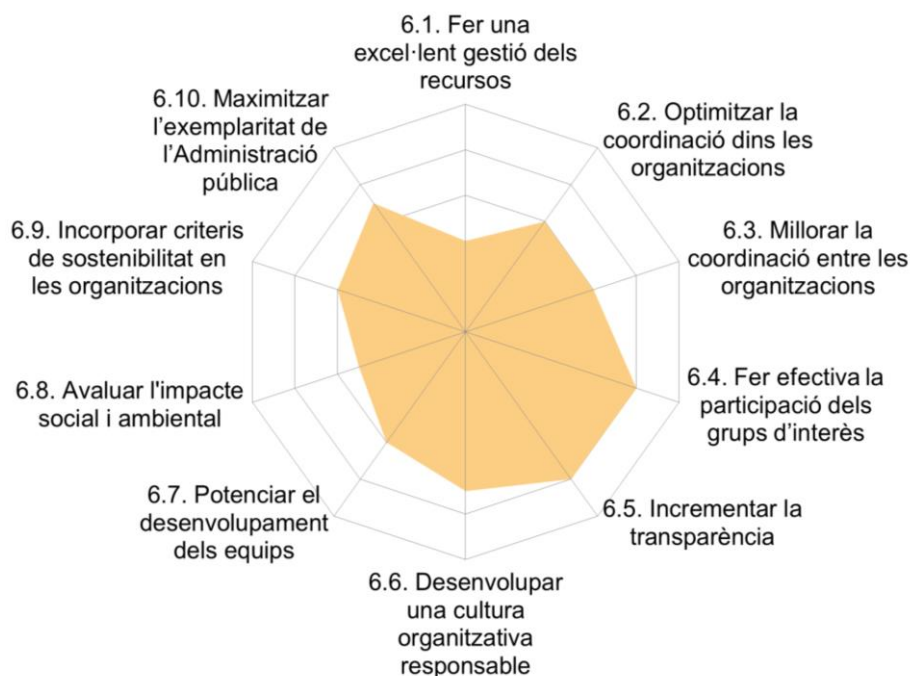 6.1. Fer una
excel·lent gestió dels
recursos
6.2. Optimitzar la
coordinació dins les
organitzacions
6.3. Millorar la
coordinació entre les
organitzacions
6.4. Fer efectiva la
participació dels
grups d’interès
6.5. Incrementar la
transparència
6.6. Desenvolupar
una cultura
organitzativa
responsable
6.7. Potenciar el
desenvolupament
dels equips
6.8. Avaluar l'impacte
social i ambiental
6.9. Incorporar criteris
de sostenibilitat en
les organitzacions
6.10. Maximitzar
l’exemplaritat de
l’Administració
pública